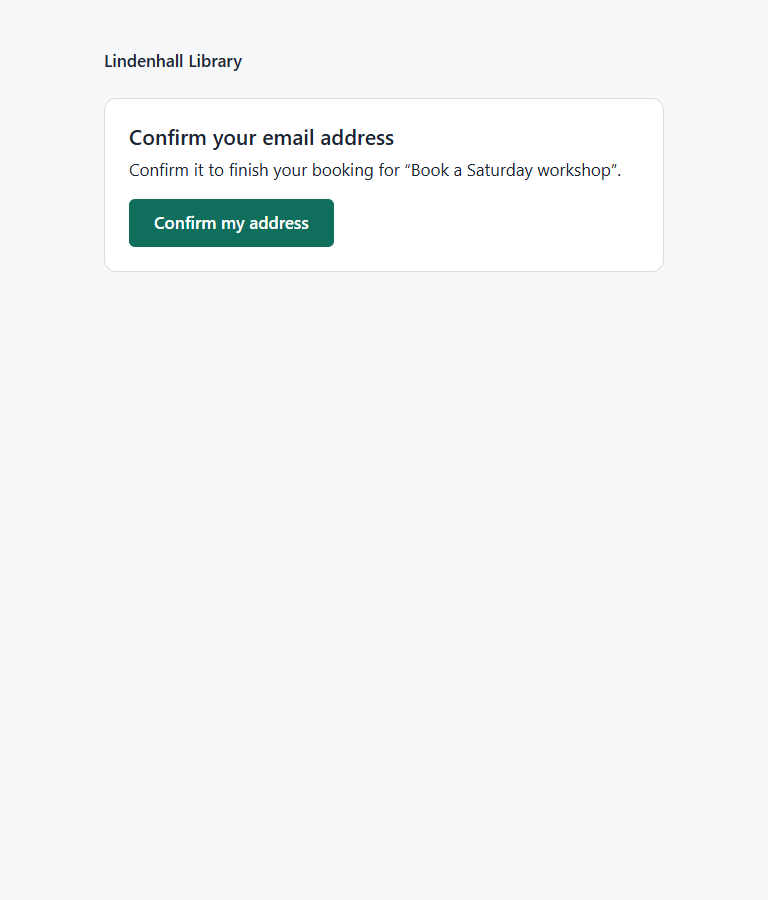 Lindenhall Library
Confirm your email address
Confirm it to finish your booking for “Book a Saturday workshop”.
Confirm my address